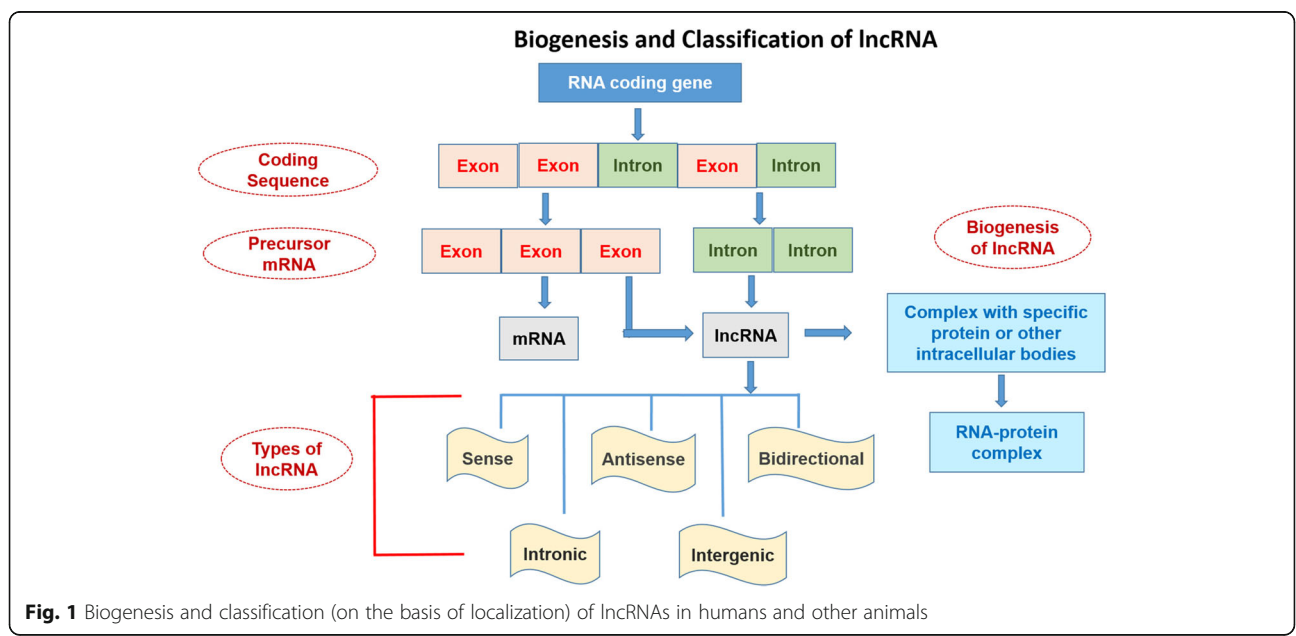 Biogenesis and Classification of lncRNA
RNA coding gene
Coding
Sequence
Exon
Exon
Intron
Exon
Intron
Precursor
mRNA
Exon
Exon
Exon
Intron
Intron
Biogenesis
of lncRNA
mRNA
lncRNA
Complex with specific
protein or other
intracellular bodies
RNA-protein
complex
Types of
lncRNA
Sense
Antisense
Bidirectional
Intronic
Intergenic
Fig. 1 Biogenesis and classification (on the basis of localization) of lncRNAs in humans and other animals